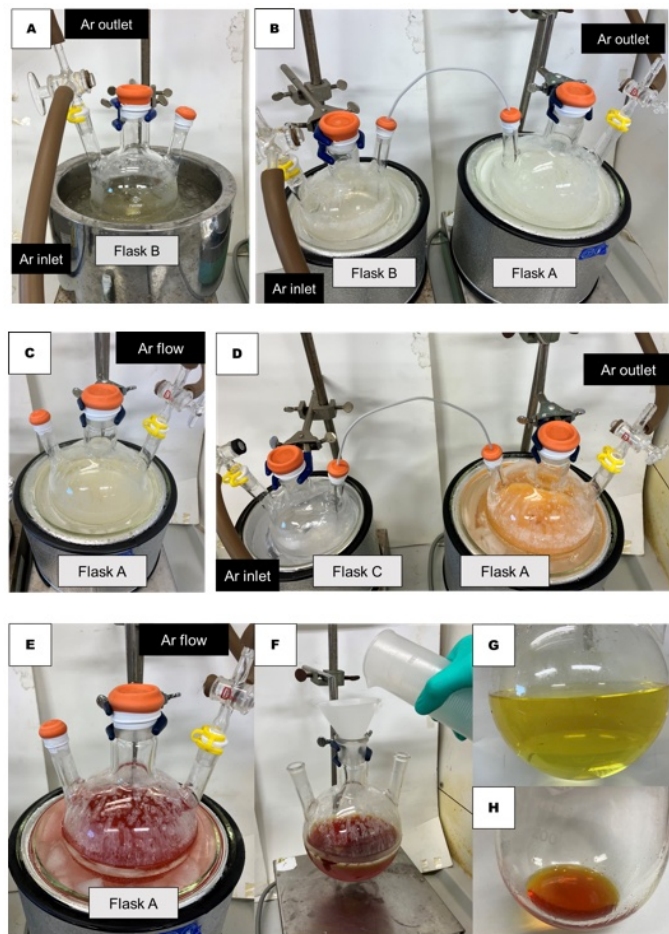 A
Ar outlet
Ar inlet
Flask B
B
Ar outlet
Flask B
Flask A
Ar inlet
C
Ar flow
Flask A
D
Ar outlet
Flask C
Flask A
Ar inlet
E
Ar flow
Flask A
F
G
H